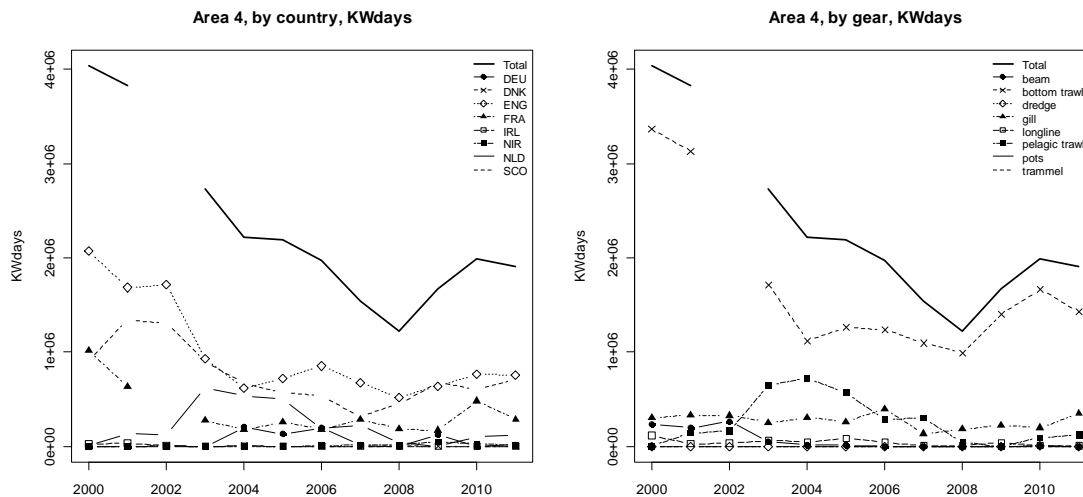 Area 4, by country, KWdays
KWdays
0e+00
1e+06
2e+06
3e+06
4e+06
2000
2002
2004
2006
2008
2010
Total
DEU
DNK
ENG
FRA
IRL
NIR
NLD
SCO
Area 4, by gear, KWdays
KWdays
0e+00
1e+06
2e+06
3e+06
4e+06
2000
2002
2004
2006
2008
2010
Total
beam
bottom trawl
dredge
gill
longline
pelagic trawl
pots
trammel